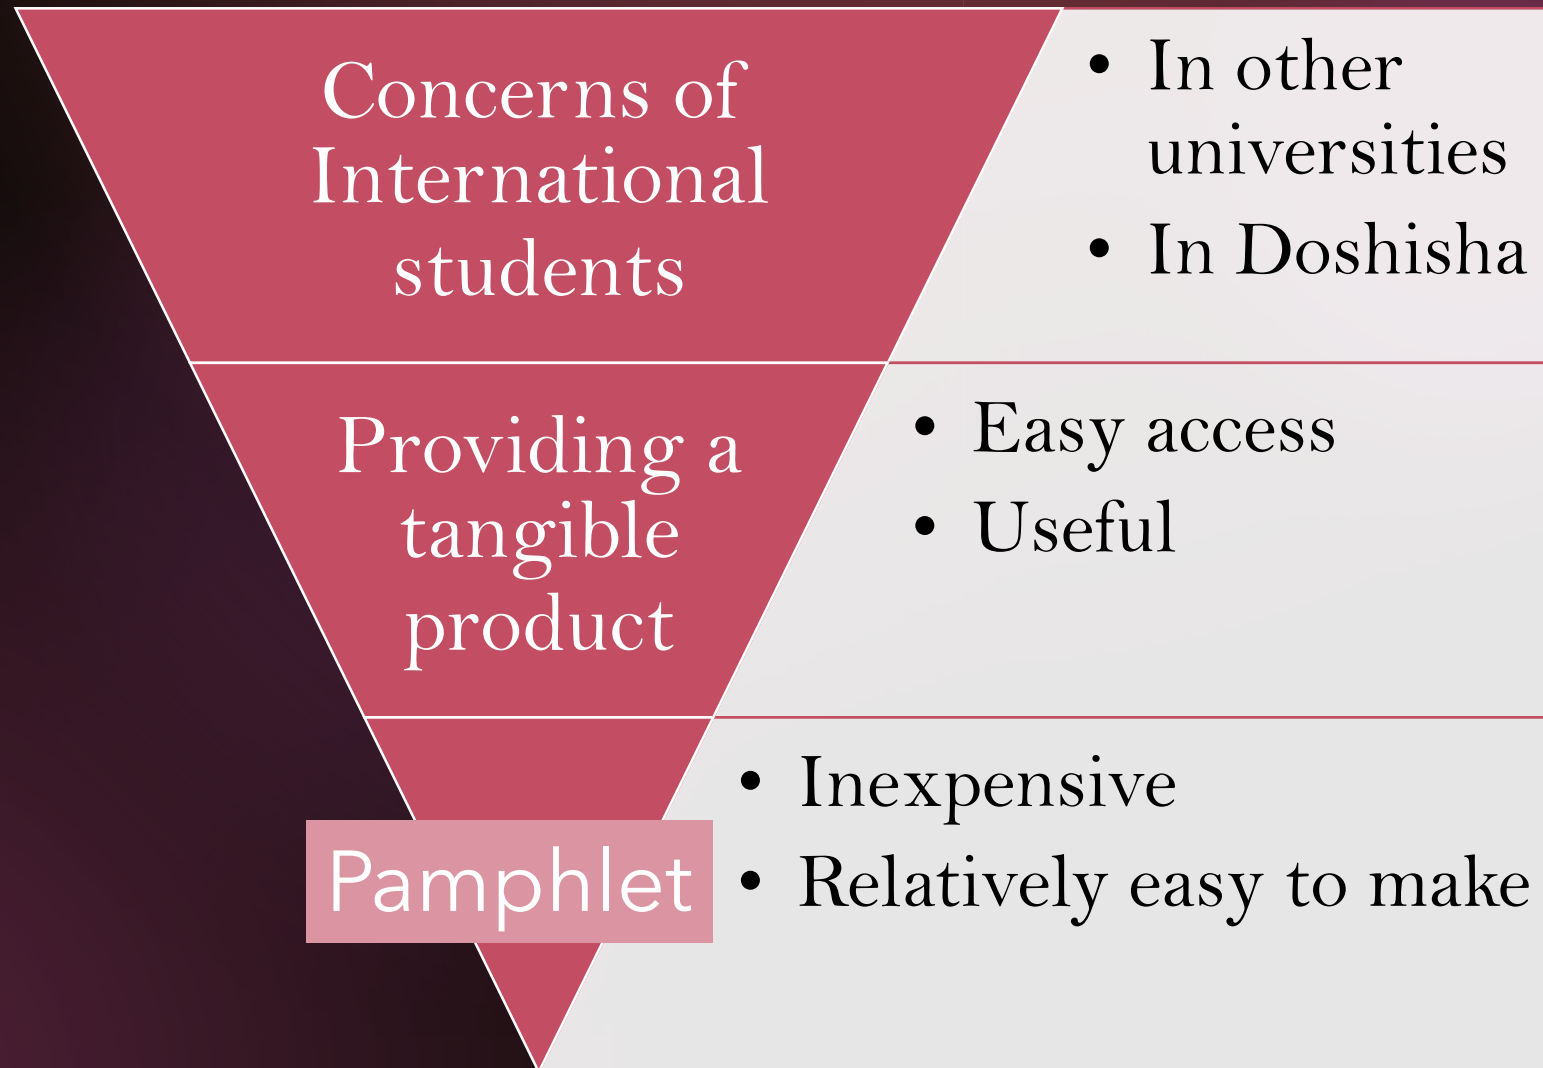 Concerns of
International
students
• In other
universities
• In Doshisha
Providing a
tangible
product
• Easy access
• Useful
Pamphlet
• Inexpensive
• Relatively easy to make